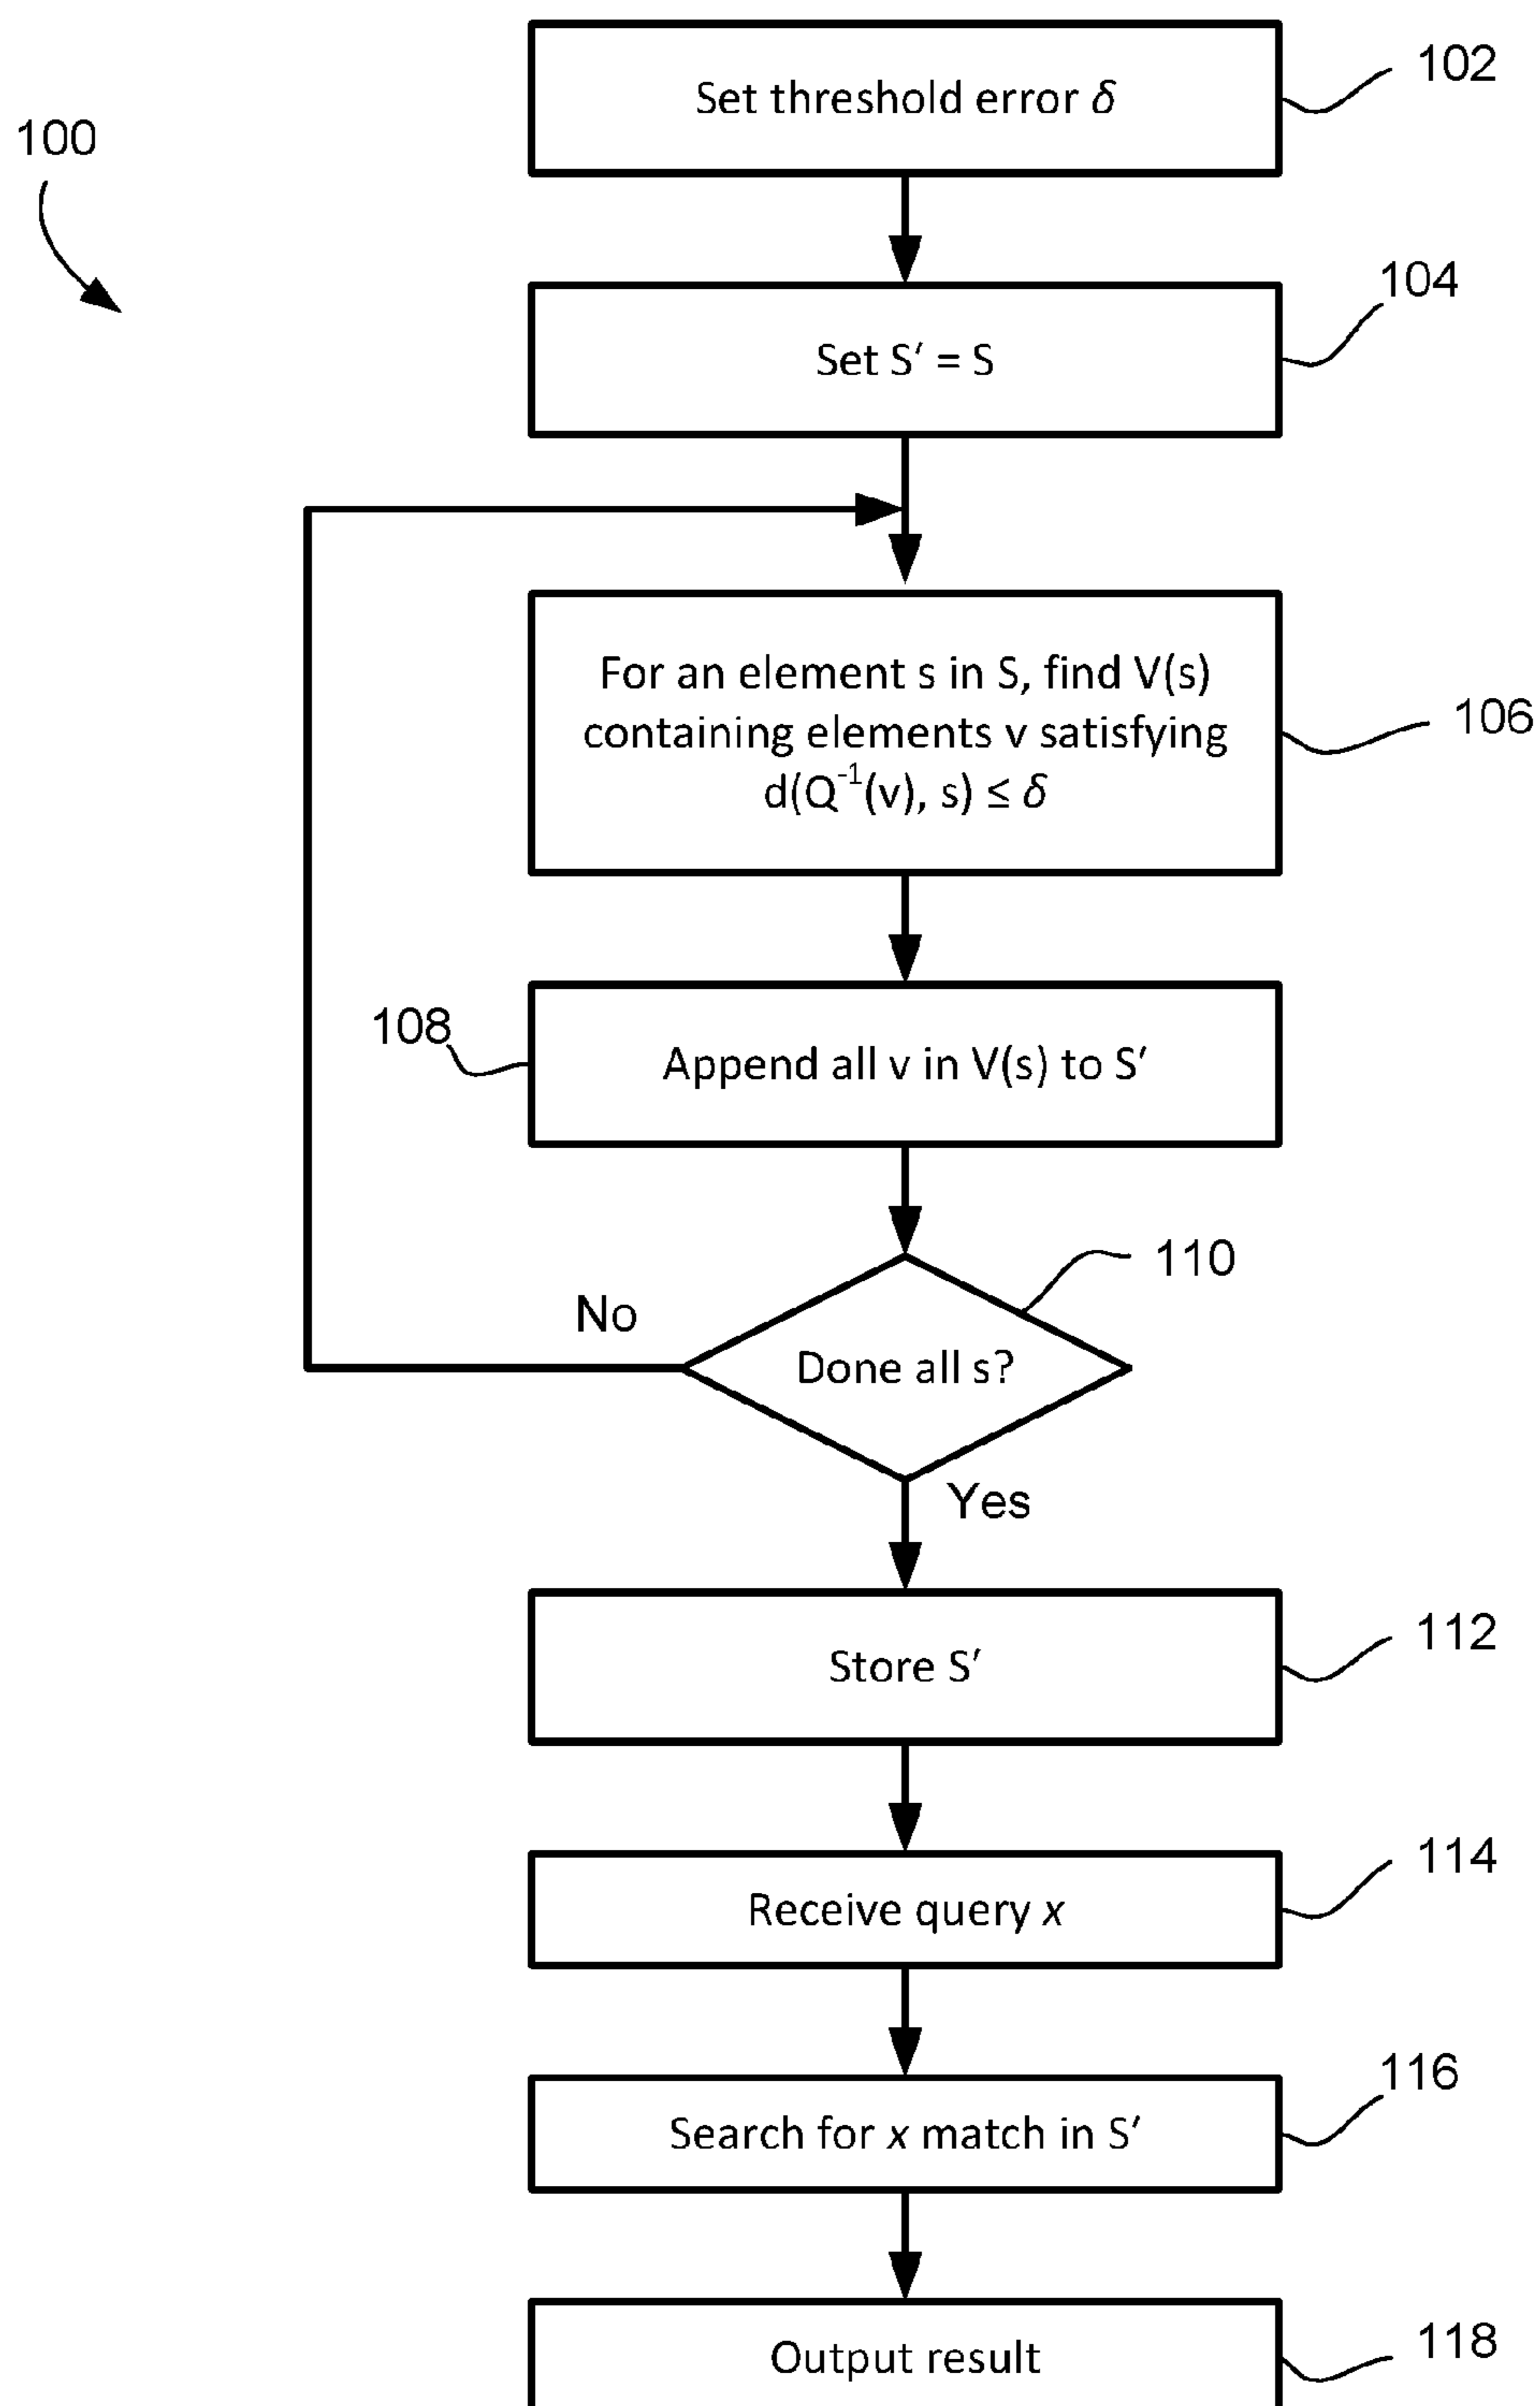 100
Set threshold error δ
102
Set S′ = S
104
For an element s in S, find V(s)
containing elements v satisfying
d(Q⁻¹(v), s) ≤ δ
106
108
Append all v in V(s) to S′
110
No
Done all s?
Yes
Store S′
112
Receive query x
114
Search for x match in S′
116
Output result
118